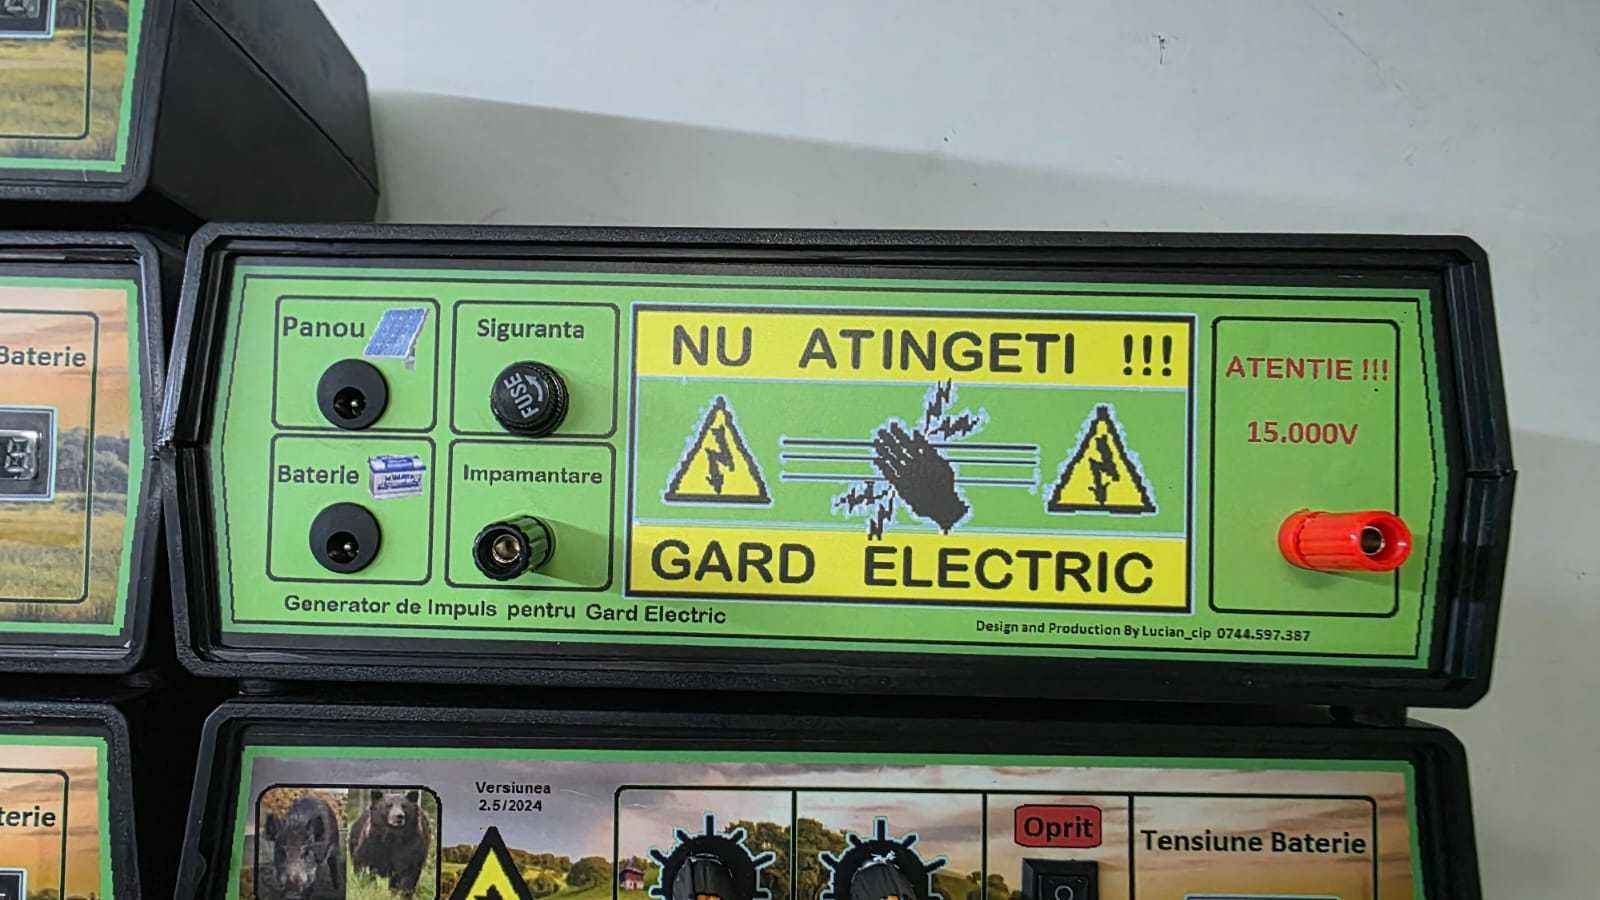 Baterie
Panou
Siguranta
FUSE
Baterie
Impamantare
NU ATINGETI !!!
GARD ELECTRIC
ATENTIE !!!
15.000V
Generator de Impuls pentru Gard Electric
Design and Production By Lucian_cip 0744.597.387
terie
Versiunea
2.5/2024
Oprit
Tensiune Baterie